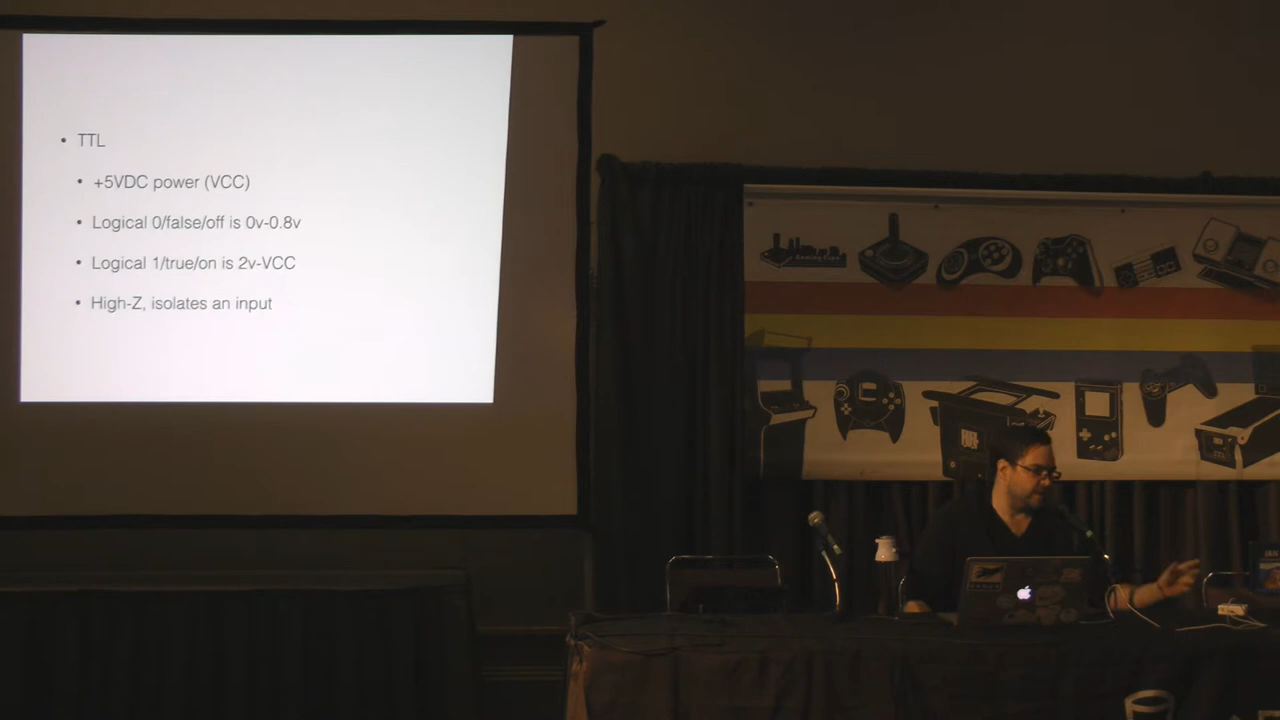 • TTL
• +5VDC power (VCC)
• Logical 0/false/off is 0v-0.8v
• Logical 1/true/on is 2v-VCC
• High-Z, isolates an input